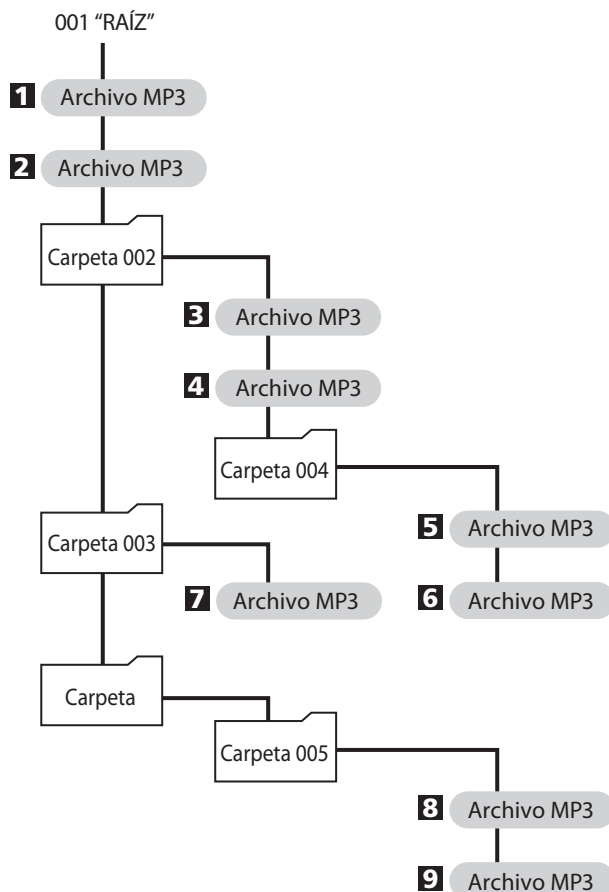 001 “RAÍZ”
1 Archivo MP3
2 Archivo MP3
Carpeta 002
3 Archivo MP3
4 Archivo MP3
Carpeta 004
5 Archivo MP3
Carpeta 003
6 Archivo MP3
7 Archivo MP3
Carpeta
Carpeta 005
8 Archivo MP3
9 Archivo MP3